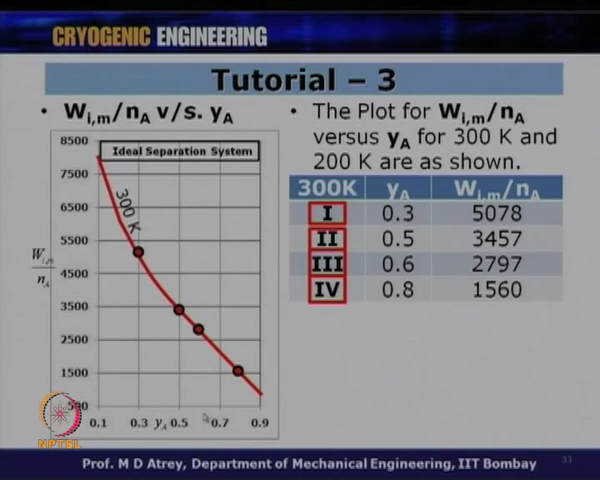 CRYOGENIC ENGINEERING
Tutorial – 3
• Wi,m/nA v/s. yA
• The Plot for Wi,m/nA
versus yA for 300 K and
200 K are as shown.
Ideal Separation System
300 K
8500
7500
6500
5500
4500
3500
2500
1500
500
Wi,m
nA
0.1 0.3 yA 0.5 0.7 0.9
300K yA Wi,m/nA
I 0.3 5078
II 0.5 3457
III 0.6 2797
IV 0.8 1560
NPTEL
Prof. M D Atrey, Department of Mechanical Engineering, IIT Bombay
33